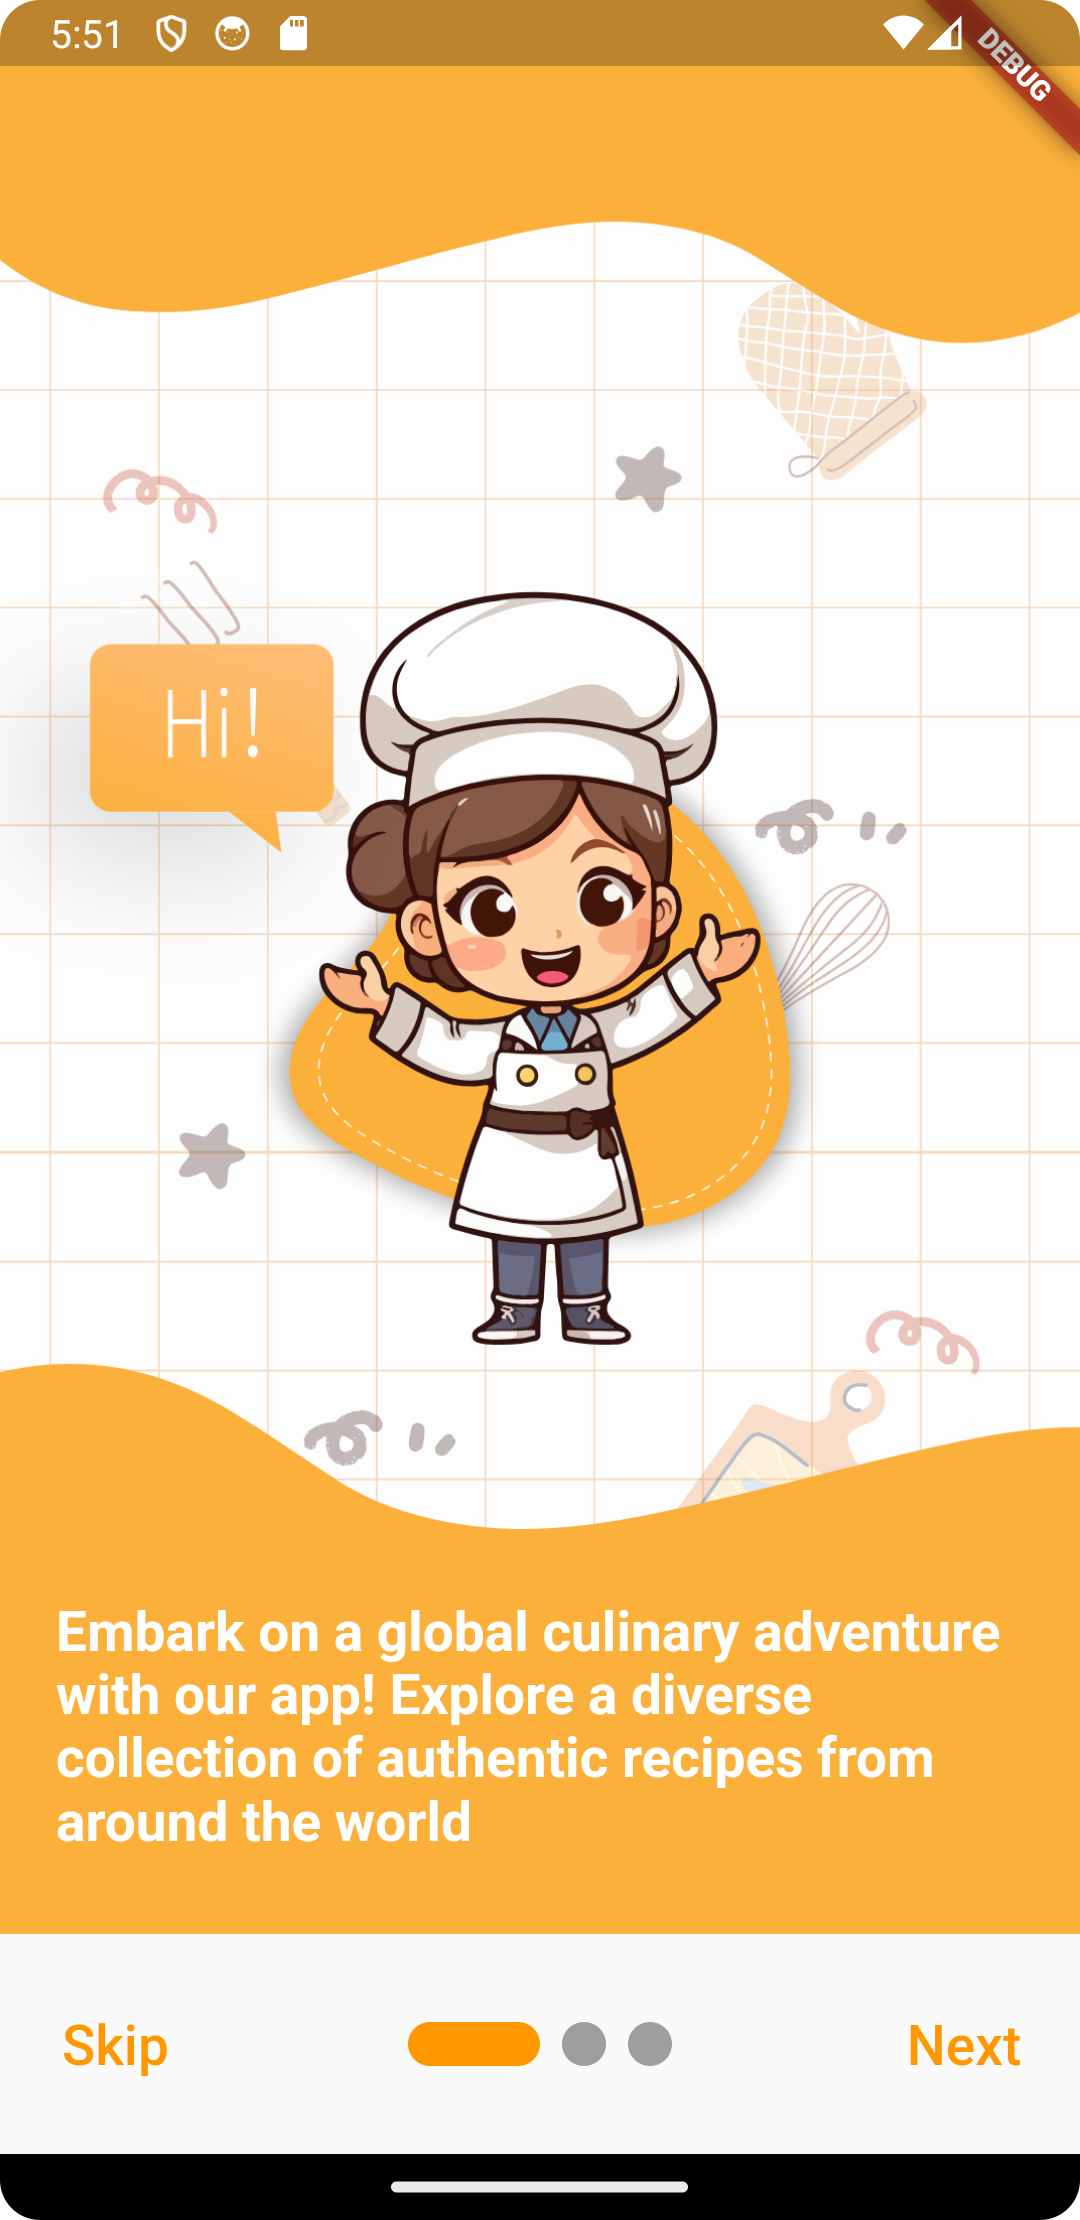 5:51
DEBUG
Hi!
Embark on a global culinary adventure
with our app! Explore a diverse
collection of authentic recipes from
around the world
Skip
Next